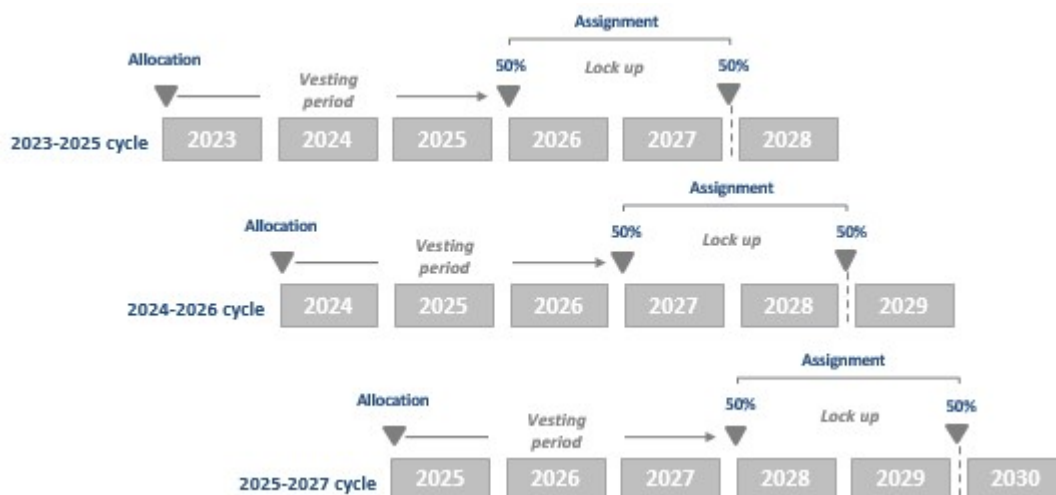 Assignment
Allocation
50%
Lock up
50%
Vesting
period
2023-2025 cycle
2023
2024
2025
2026
2027
2028
Assignment
Allocation
50%
Lock up
50%
Vesting
period
2024-2026 cycle
2024
2025
2026
2027
2028
2029
Assignment
Allocation
50%
Lock up
50%
Vesting
period
2025-2027 cycle
2025
2026
2027
2028
2029
2030